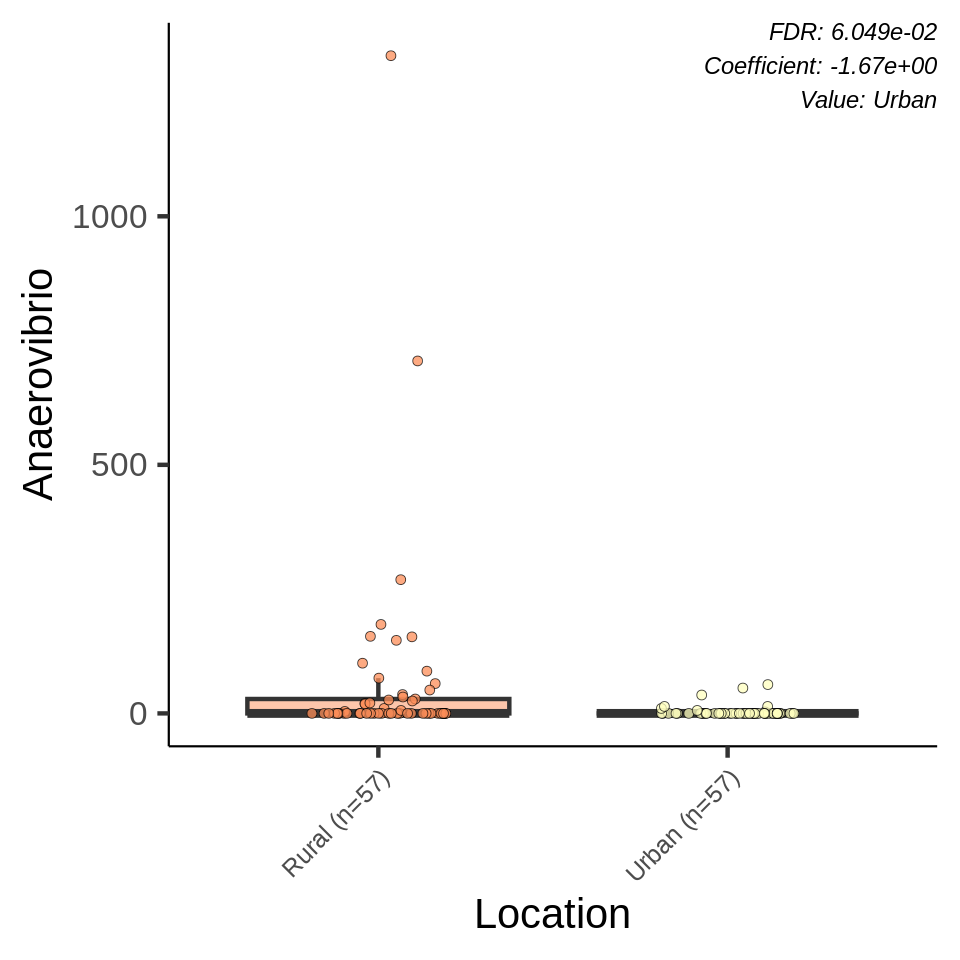 FDR: 6.049e-02
Coefficient: -1.67e+00
Value: Urban
1000
500
0
Anaerovibrio
Rural (n=57)
Urban (n=57)
Location